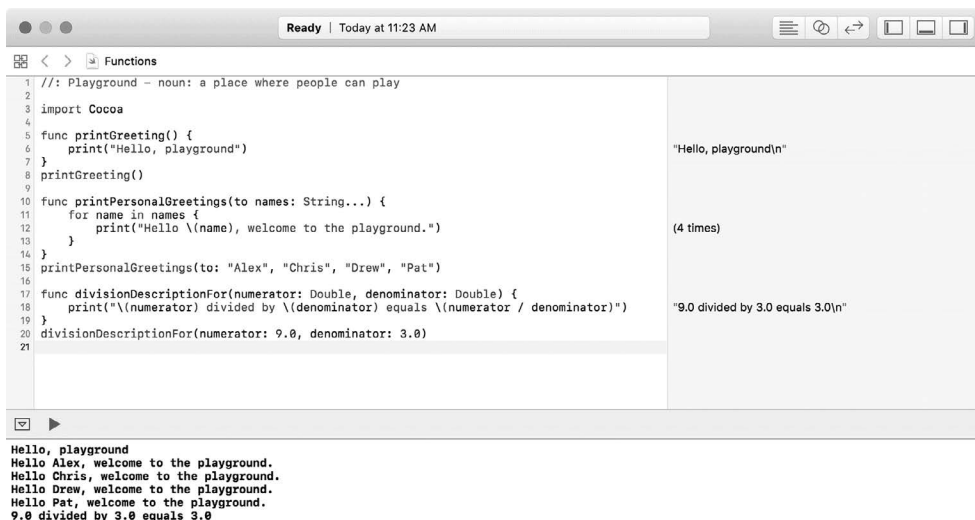 Ready | Today at 11:23 AM
Functions
1 //: Playground – noun: a place where people can play
2
3 import Cocoa
4
5 func printGreeting() {
6     print("Hello, playground")
"Hello, playground\n"
7 }
8 printGreeting()
9
10 func printPersonalGreetings(to names: String...) {
11     for name in names {
12         print("Hello \(name), welcome to the playground.")
(4 times)
13     }
14 }
15 printPersonalGreetings(to: "Alex", "Chris", "Drew", "Pat")
16
17 func divisionDescriptionFor(numerator: Double, denominator: Double) {
18     print("\(numerator) divided by \(denominator) equals \(numerator / denominator)")
"9.0 divided by 3.0 equals 3.0\n"
19 }
20 divisionDescriptionFor(numerator: 9.0, denominator: 3.0)
21
Hello, playground
Hello Alex, welcome to the playground.
Hello Chris, welcome to the playground.
Hello Drew, welcome to the playground.
Hello Pat, welcome to the playground.
9.0 divided by 3.0 equals 3.0